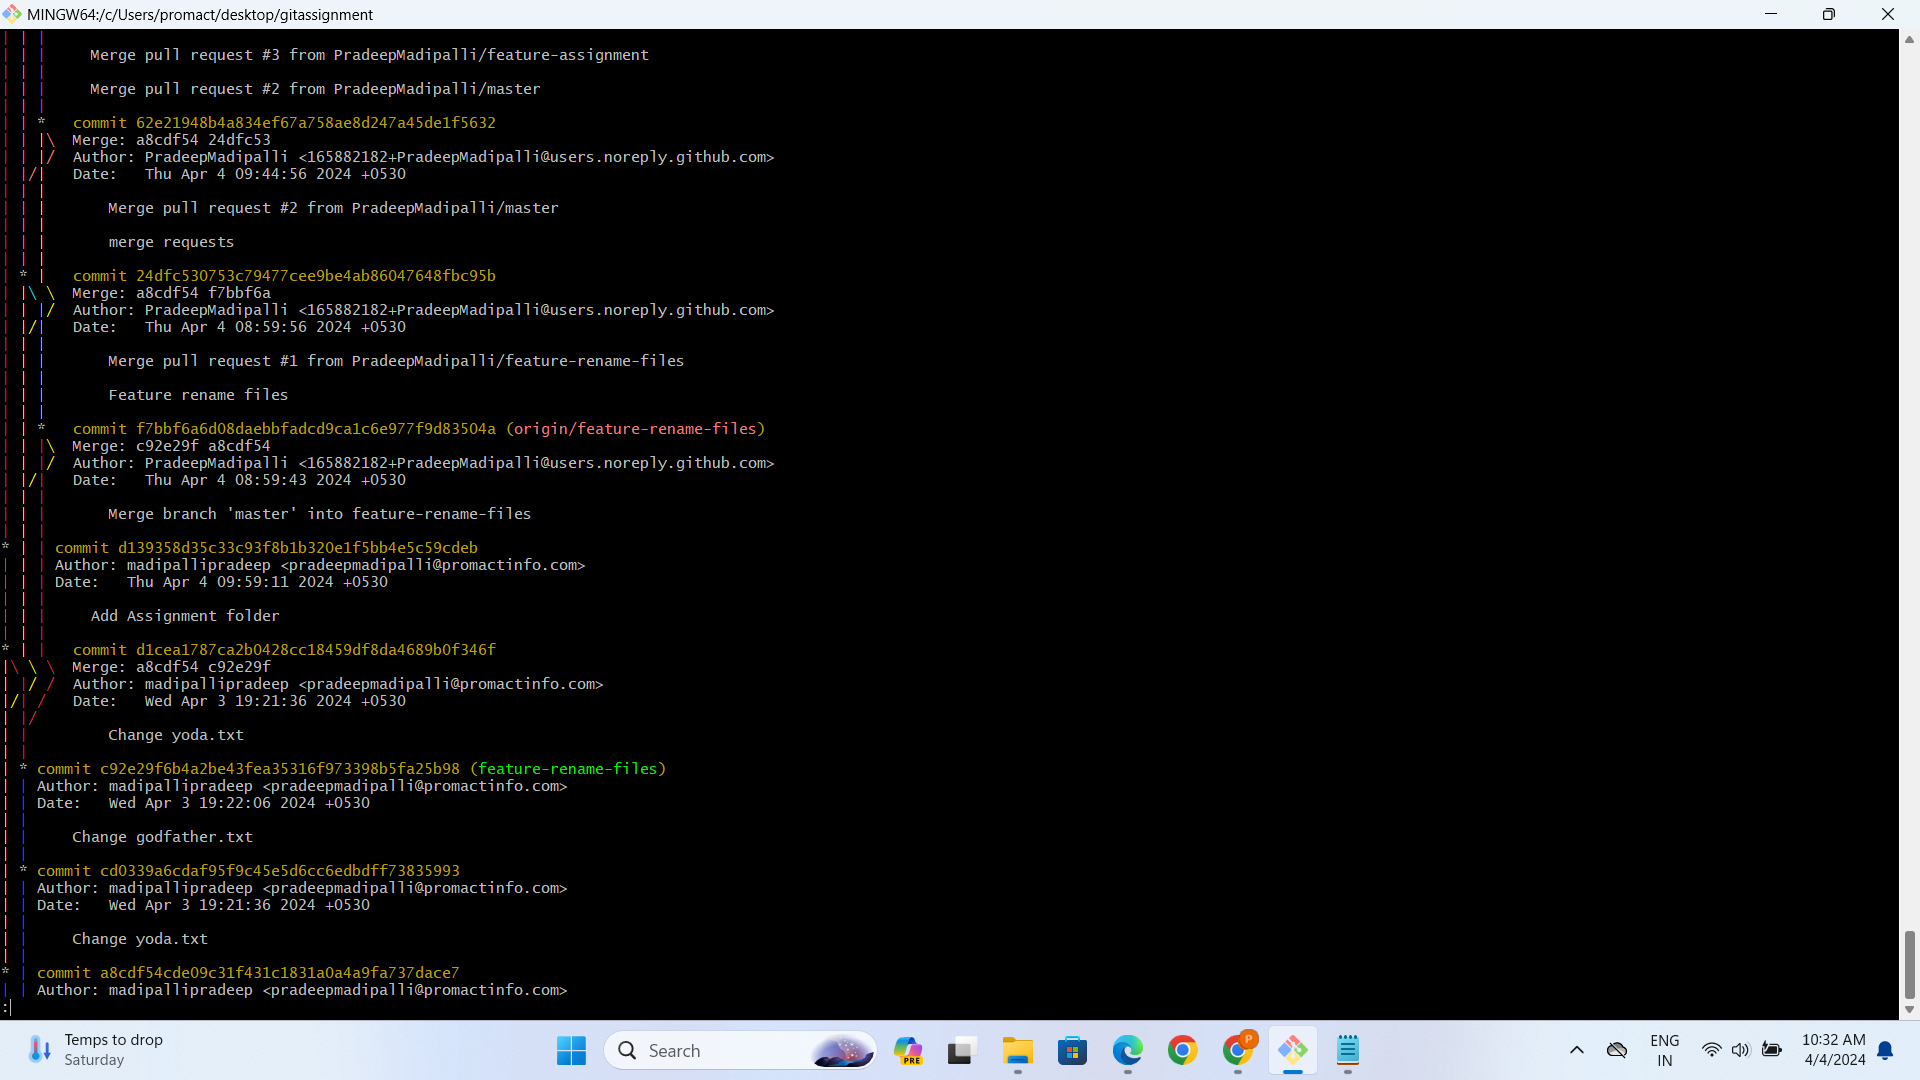 MINGW64:/c/Users/promact/desktop/gitassignment
| | |
| | |     Merge pull request #3 from PradeepMadipalli/feature-assignment
| | |
| | |     Merge pull request #2 from PradeepMadipalli/master
| | |
| | *   commit 62e21948b4a834ef67a758ae8d247a45de1f5632
| | |\  Merge: a8cdf54 24dfc53
| | |/  Author: PradeepMadipalli <165882182+PradeepMadipalli@users.noreply.github.com>
| |/|   Date:   Thu Apr 4 09:44:56 2024 +0530
| | |
| | |       Merge pull request #2 from PradeepMadipalli/master
| | |
| | |       merge requests
| | |
| * |   commit 24dfc530753c79477cee9be4ab86047648fbc95b
| |\ \  Merge: a8cdf54 f7bbf6a
| | |/  Author: PradeepMadipalli <165882182+PradeepMadipalli@users.noreply.github.com>
| |/|   Date:   Thu Apr 4 08:59:56 2024 +0530
| | |
| | |       Merge pull request #1 from PradeepMadipalli/feature-rename-files
| | |
| | |       Feature rename files
| | |
| | *   commit f7bbf6a6d08daebbfadcd9ca1c6e977f9d83504a (origin/feature-rename-files)
| | |\  Merge: c92e29f a8cdf54
| | |/  Author: PradeepMadipalli <165882182+PradeepMadipalli@users.noreply.github.com>
| |/|   Date:   Thu Apr 4 08:59:43 2024 +0530
| | |
| | |       Merge branch 'master' into feature-rename-files
| | |
* | | commit d139358d35c33c93f8b1b320e1f5bb4e5c59cdeb
| | | Author: madipallipradeep <pradeepmadipalli@promactinfo.com>
| | | Date:   Thu Apr 4 09:59:11 2024 +0530
| | |
| | |     Add Assignment folder
| | |
* | |   commit d1cea1787ca2b0428cc18459df8da4689b0f346f
|\ \ \  Merge: a8cdf54 c92e29f
| |/ /  Author: madipallipradeep <pradeepmadipalli@promactinfo.com>
|/| /   Date:   Wed Apr 3 19:21:36 2024 +0530
| |/
| |         Change yoda.txt
| |
| * commit c92e29f6b4a2be43fea35316f973398b5fa25b98 (feature-rename-files)
| | Author: madipallipradeep <pradeepmadipalli@promactinfo.com>
| | Date:   Wed Apr 3 19:22:06 2024 +0530
| |
| |     Change godfather.txt
| |
| * commit cd0339a6cdaf95f9c45e5d6cc6edbdff73835993
| | Author: madipallipradeep <pradeepmadipalli@promactinfo.com>
| | Date:   Wed Apr 3 19:21:36 2024 +0530
| |
| |     Change yoda.txt
| |
* | commit a8cdf54cde09c31f431c1831a0a4a9fa737dace7
| | Author: madipallipradeep <pradeepmadipalli@promactinfo.com>
:
Temps to drop
Saturday
Search
PRE
P
ENG
IN
10:32 AM
4/4/2024